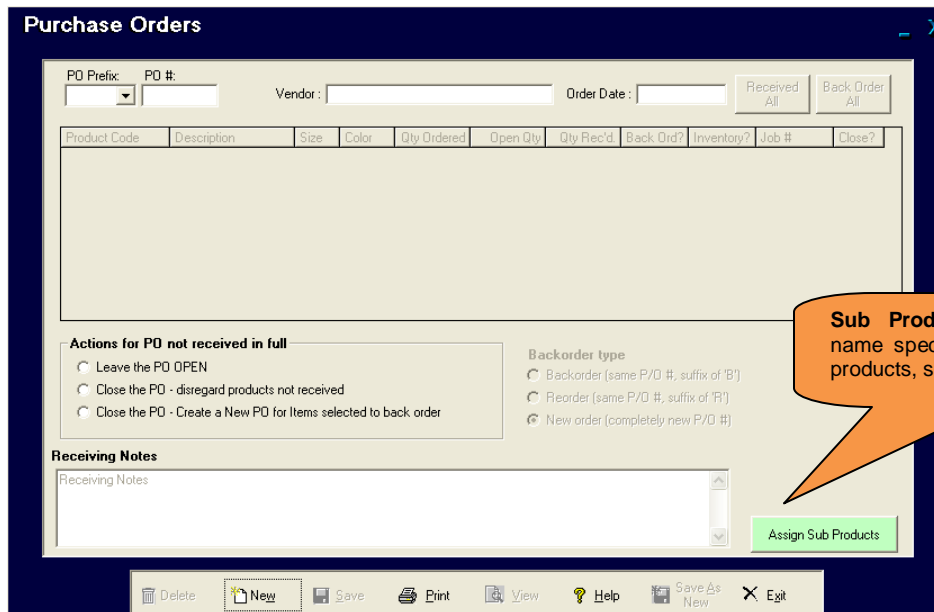 Purchase Orders
PO Prefix: PO #:
Vendor : Order Date : Received All Back Order All
Product Code Description Size Color Qty Ordered Open Qty Qty Rec'd. Back Ord? Inventory? Job # Close?
Sub Prod
name spec
products, s
Actions for PO not received in full
Leave the PO OPEN
Close the PO - disregard products not received
Close the PO - Create a New PO for Items selected to back order
Backorder type
Backorder (same P/O #, suffix of 'B')
Reorder (same P/O #, suffix of 'R')
New order (completely new P/O #)
Receiving Notes
Receiving Notes
Assign Sub Products
Delete New Save Print View Help Save As New Exit